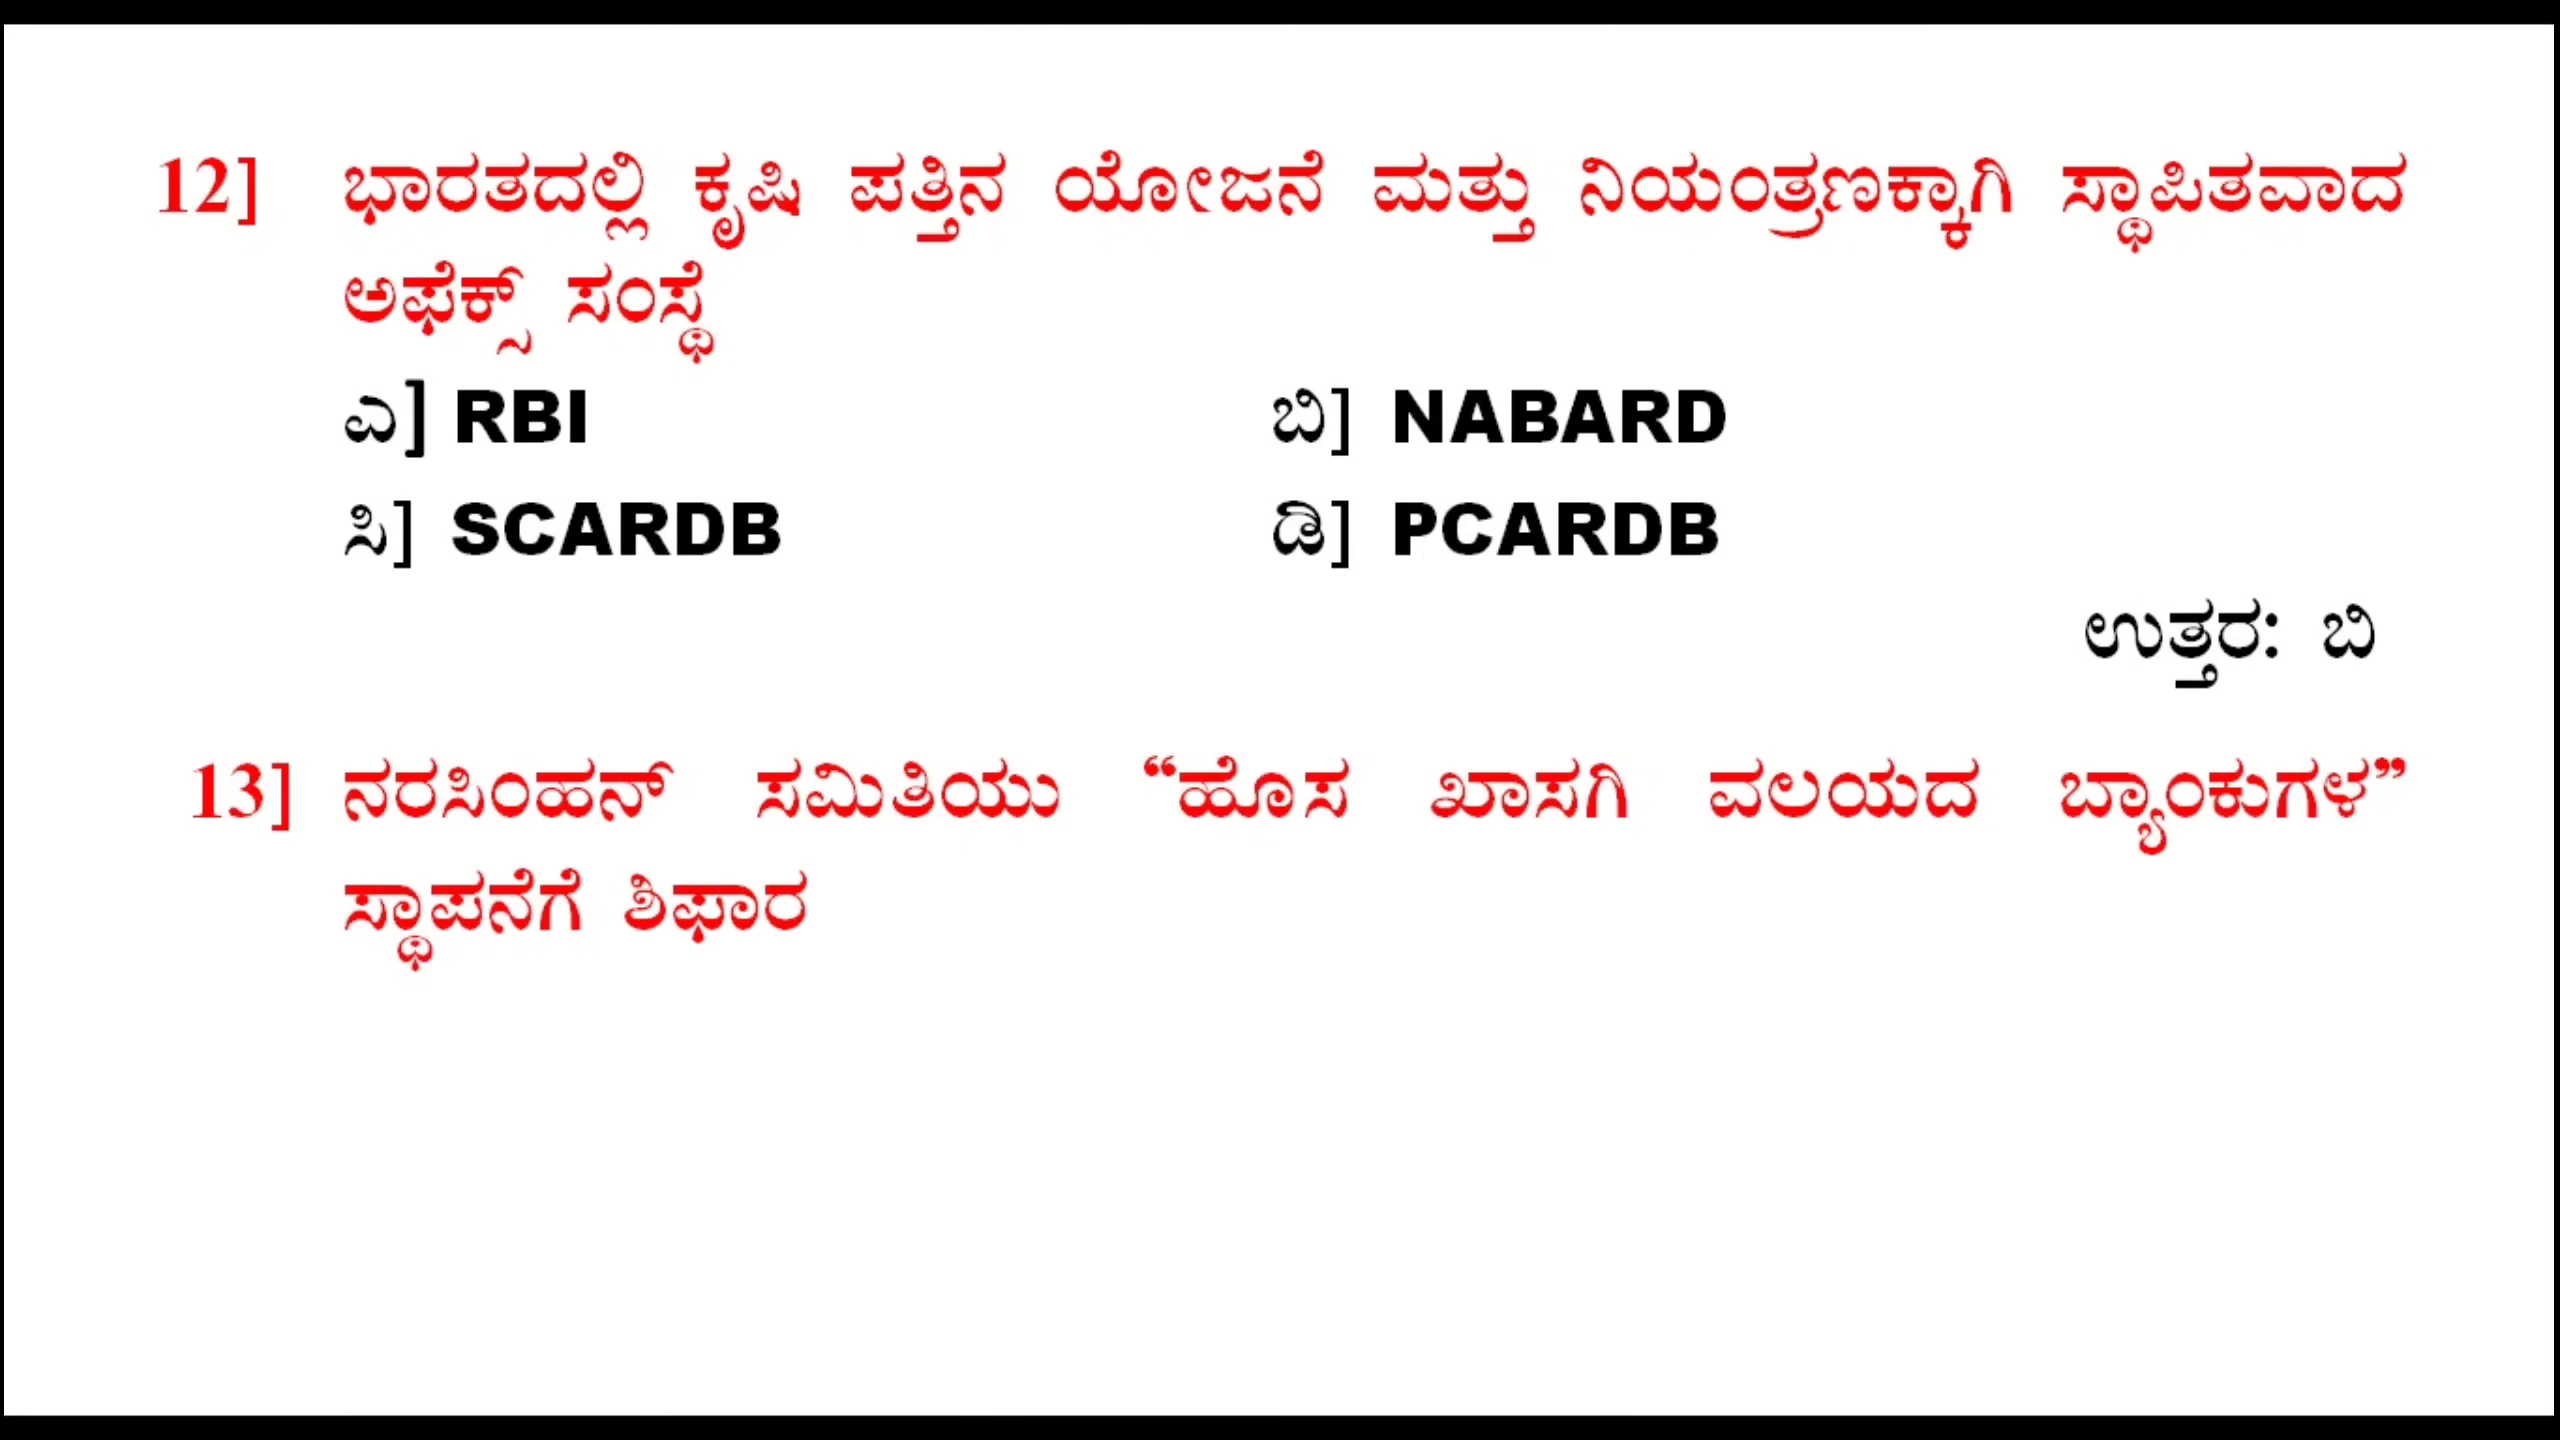 12] ಭಾರತದಲ್ಲಿ ಕೃಷಿ ಪತ್ತಿನ ಯೋಜನೆ ಮತ್ತು ನಿಯಂತ್ರಣಕ್ಕಾಗಿ ಸ್ಥಾಪಿತವಾದ
ಅಫೆಕ್ಸ್ ಸಂಸ್ಥೆ
ಎ] RBI ಬಿ] NABARD
ಸಿ] SCARDB ಡಿ] PCARDB
ಉತ್ತರ: ಬಿ
13] ನರಸಿಂಹನ್ ಸಮಿತಿಯು “ಹೊಸ ಖಾಸಗಿ ವಲಯದ ಬ್ಯಾಂಕುಗಳ”
ಸ್ಥಾಪನೆಗೆ ಶಿಫಾರ